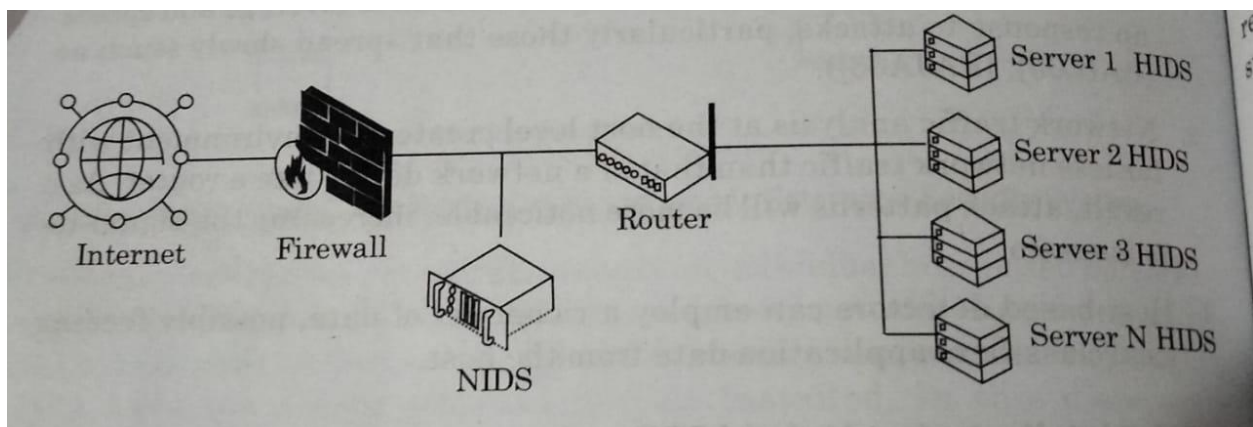 Internet
Firewall
NIDS
Router
Server 1 HIDS
Server 2 HIDS
Server 3 HIDS
Server N HIDS